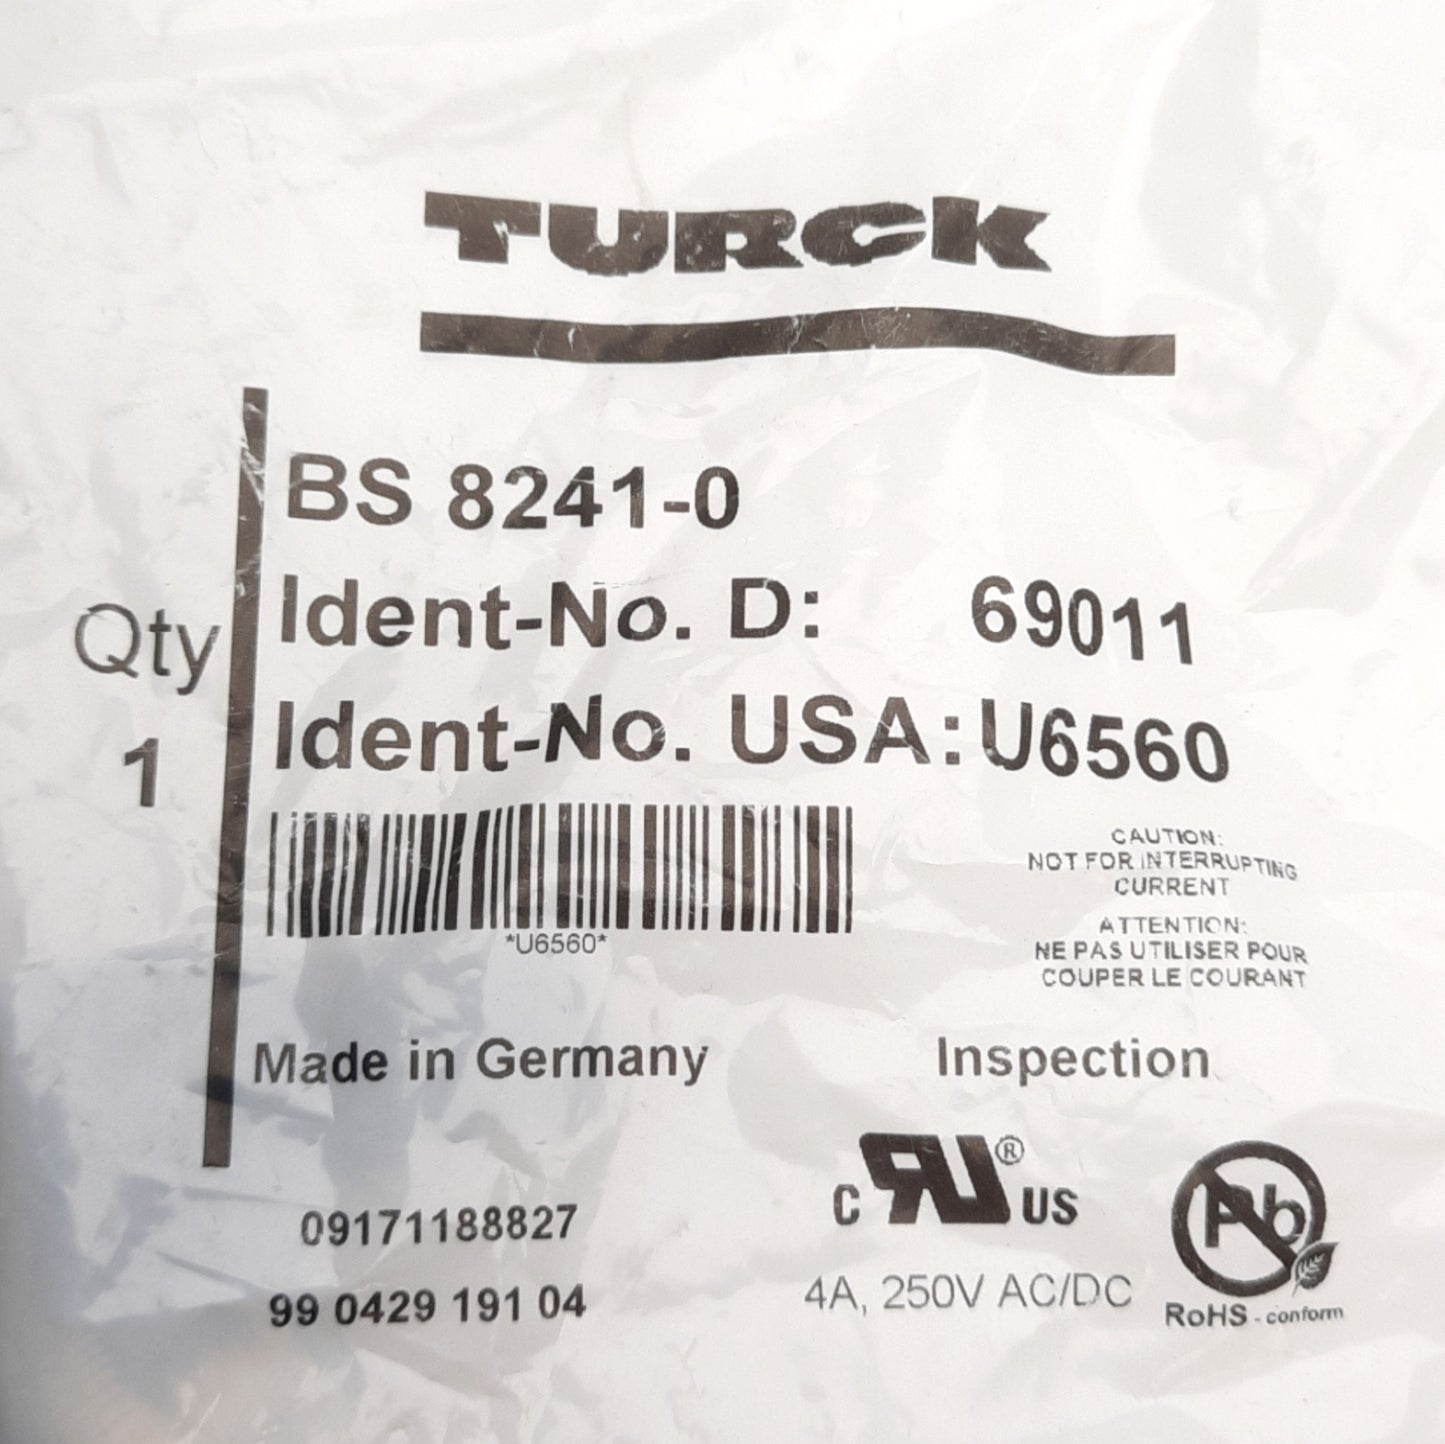 TURCK
BS 8241-0
Ident-No. D: 69011
Qty
Ident-No. USA: U6560
1
*U6560*
CAUTION:
NOT FOR INTERRUPTING
CURRENT
ATTENTION:
NE PAS UTILISER POUR
COUPER LE COURANT
Made in Germany
Inspection
09171188827
99 0429 191 04
C RU ® US
4A, 250V AC/DC
Pb
RoHS - conform